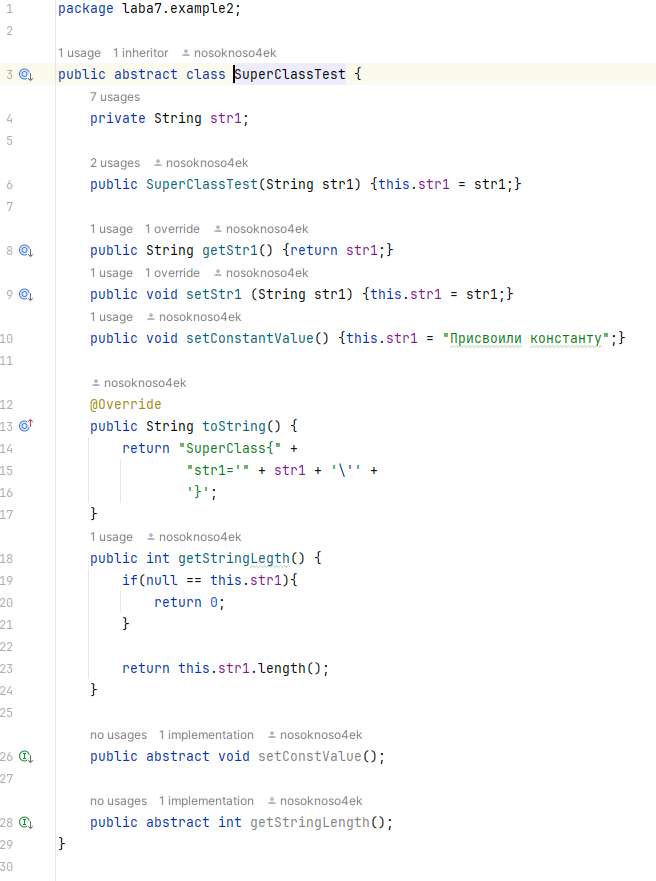 1 package laba7.example2;
2
1 usage 1 inheritor nosoknoso4ek
3 public abstract class SuperClassTest {
7 usages
4 private String str1;
5
2 usages nosoknoso4ek
6 public SuperClassTest(String str1) {this.str1 = str1;}
7
1 usage 1 override nosoknoso4ek
8 public String getStr1() {return str1;}
1 usage 1 override nosoknoso4ek
9 public void setStr1 (String str1) {this.str1 = str1;}
1 usage nosoknoso4ek
10 public void setConstantValue() {this.str1 = "Присвоили константу";}
11
nosoknoso4ek
12 @Override
13 public String toString() {
14 return "SuperClass{" +
15 "str1='" + str1 + '\'' +
16 '}';
17 }
1 usage nosoknoso4ek
18 public int getStringLegth() {
19 if(null == this.str1){
20 return 0;
21 }
22
23 return this.str1.length();
24 }
25
no usages 1 implementation nosoknoso4ek
26 public abstract void setConstValue();
27
no usages 1 implementation nosoknoso4ek
28 public abstract int getStringLength();
29 }
30